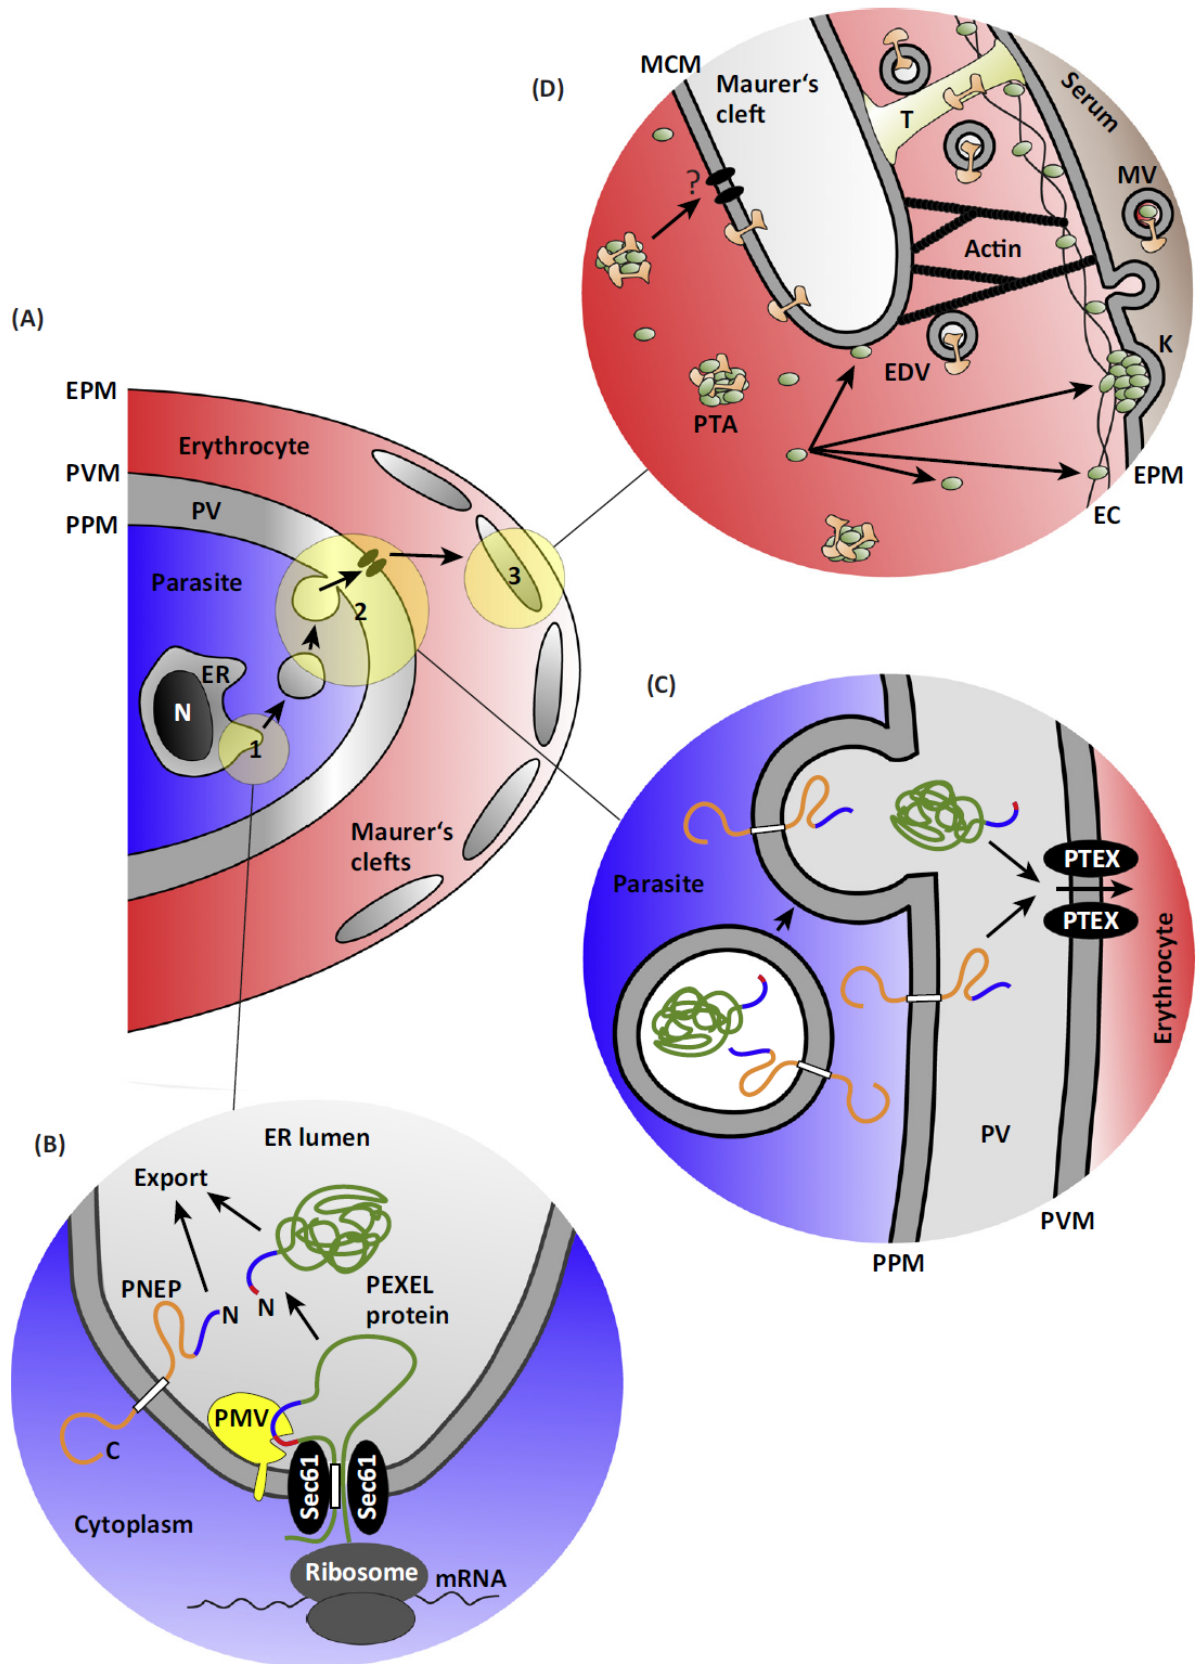 (A)
EPM
Erythrocyte
PVM
PV
PPM
Parasite
ER
N
1
2
3
Maurer‘s
clefts
(D)
MCM
Maurer‘s
cleft
T
Serum
MV
?
Actin
K
EDV
PTA
EPM
EC
(C)
Parasite
PTEX
PTEX
Erythrocyte
PV
PVM
PPM
(B)
ER lumen
Export
PNEP
N
N
PEXEL
protein
PMV
C
Sec61
Sec61
Cytoplasm
Ribosome
mRNA